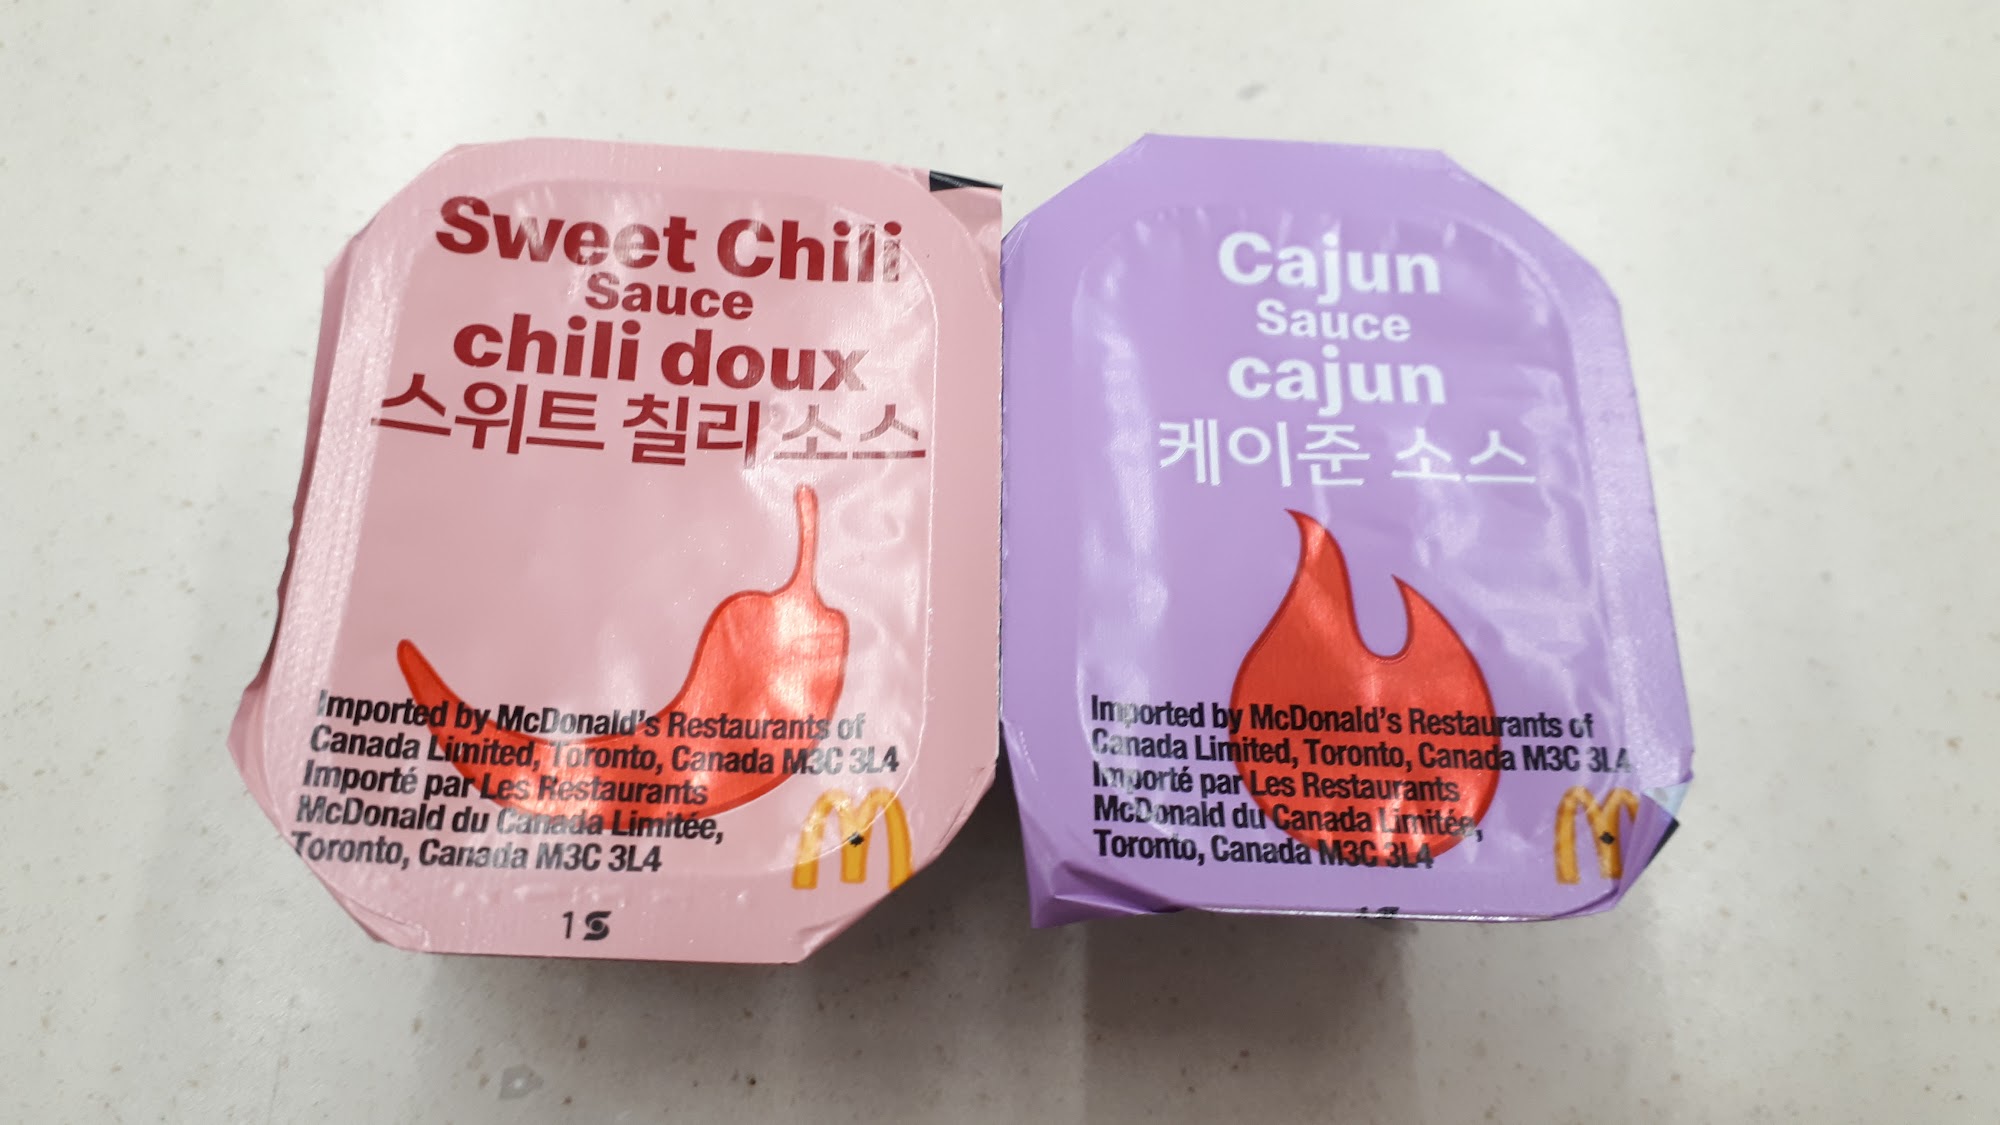 Sweet Chili
Sauce
chili doux
스위트 칠리 소스
Imported by McDonald's Restaurants of
Canada Limited, Toronto, Canada M3C 3L4
Importé par Les Restaurants
McDonald du Canada Limitée,
Toronto, Canada M3C 3L4
1
Cajun
Sauce
cajun
케이준 소스
Imported by McDonald's Restaurants of
Canada Limited, Toronto, Canada M3C 3L4
Importé par Les Restaurants
McDonald du Canada Limitée,
Toronto, Canada M3C 3L4